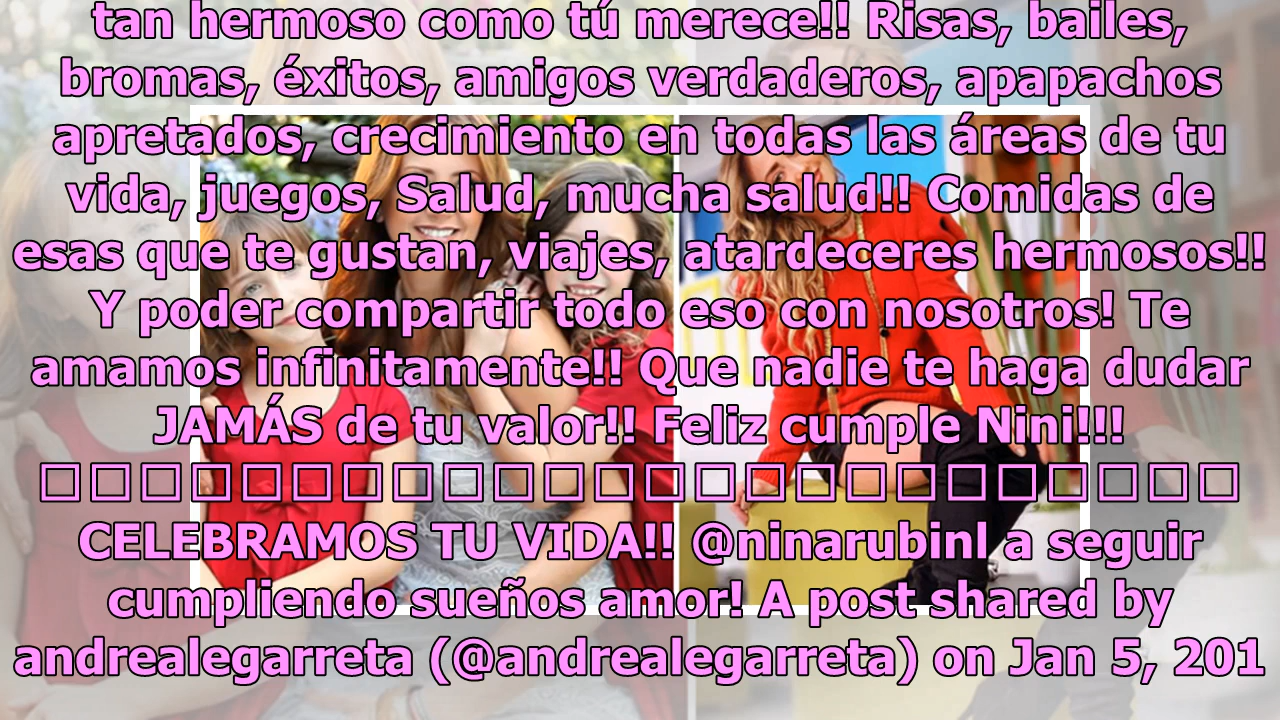 tan hermoso como tú merece!! Risas, bailes,
bromas, éxitos, amigos verdaderos, apapachos
apretados, crecimiento en todas las áreas de tu
vida, juegos, Salud, mucha salud!! Comidas de
esas que te gustan, viajes, atardeceres hermosos!!
Y poder compartir todo eso con nosotros! Te
amamos infinitamente!! Que nadie te haga dudar
JAMÁS de tu valor!! Feliz cumple Nini!!!
□□□□□□□□□□□□□□□□□□□□□□□□
CELEBRAMOS TU VIDA!! @ninarubinl a seguir
cumpliendo sueños amor! A post shared by
andrealegarreta (@andrealegarreta) on Jan 5, 201